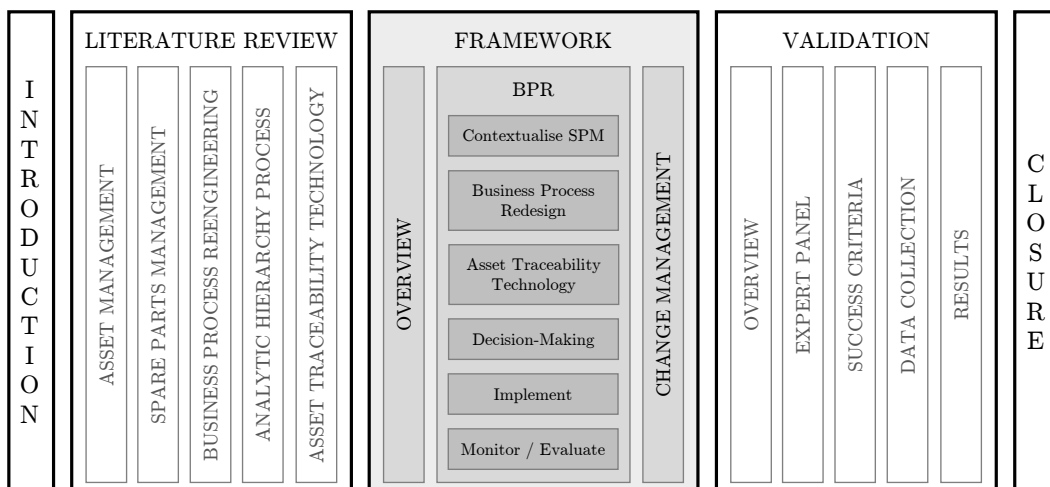 INTRODUCTION
LITERATURE REVIEW
ASSET MANAGEMENT
SPARE PARTS MANAGEMENT
BUSINESS PROCESS REENGINEERING
ANALYTIC HIERARCHY PROCESS
ASSET TRACEABILITY TECHNOLOGY
FRAMEWORK
OVERVIEW
BPR
Contextualise SPM
Business Process
Redesign
Asset Traceability
Technology
Decision-Making
Implement
Monitor / Evaluate
CHANGE MANAGEMENT
VALIDATION
OVERVIEW
EXPERT PANEL
SUCCESS CRITERIA
DATA COLLECTION
RESULTS
CLOSURE